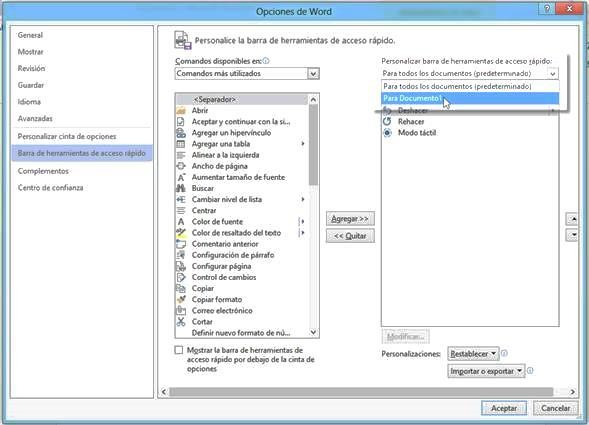 Opciones de Word
?
General
Mostrar
Revisión
Guardar
Idioma
Avanzadas
Personalizar cinta de opciones
Barra de herramientas de acceso rápido
Complementos
Centro de confianza
Personalice la barra de herramientas de acceso rápido.
Comandos disponibles en:
Comandos más utilizados
<Separador>
Abrir
Aceptar y continuar con la si...
Agregar un hipervínculo
Agregar una tabla
Alinear a la izquierda
Ancho de página
Aumentar tamaño de fuente
Buscar
Cambiar nivel de lista
Centrar
Color de fuente
Color de resaltado del texto
Comentario anterior
Configuración de párrafo
Configurar página
Control de cambios
Copiar
Copiar formato
Correo electrónico
Cortar
Definir nuevo formato de nú...
Mostrar la barra de herramientas de
acceso rápido por debajo de la cinta de
opciones
Agregar >>
<< Quitar
Personalizar barra de herramientas de acceso rápido:
Para todos los documentos (predeterminado)
Para todos los documentos (predeterminado)
Para Documento1
Deshacer
Rehacer
Modo táctil
Modificar...
Personalizaciones:
Restablecer
Importar o exportar
Aceptar
Cancelar